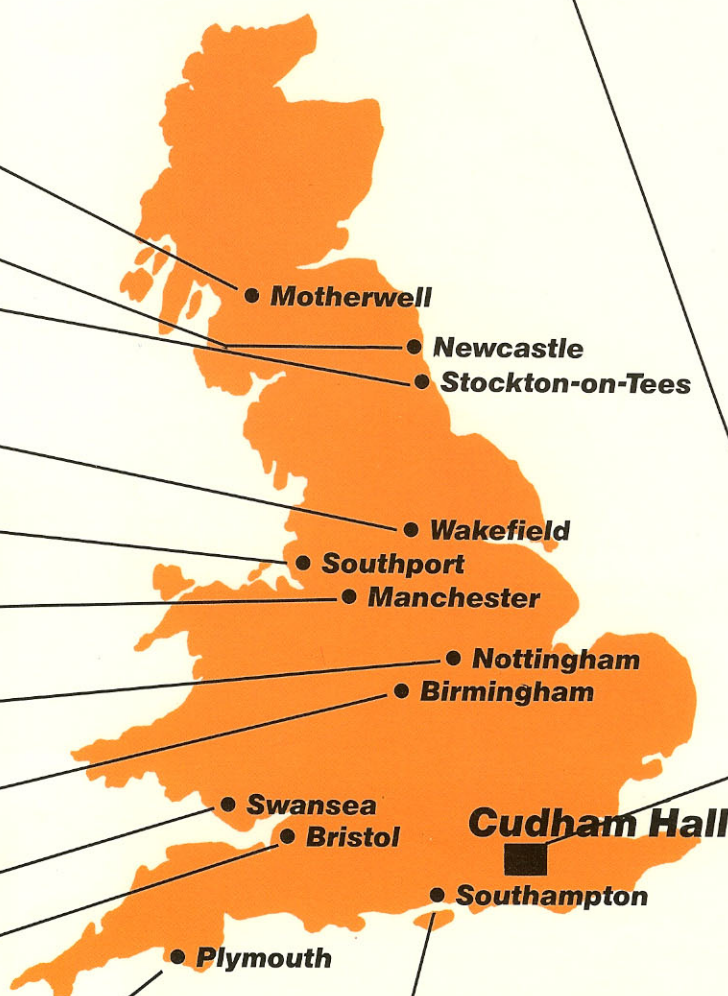 Motherwell
Newcastle
Stockton-on-Tees
Wakefield
Southport
Manchester
Nottingham
Birmingham
Swansea
Cudham Hall
Bristol
Southampton
Plymouth